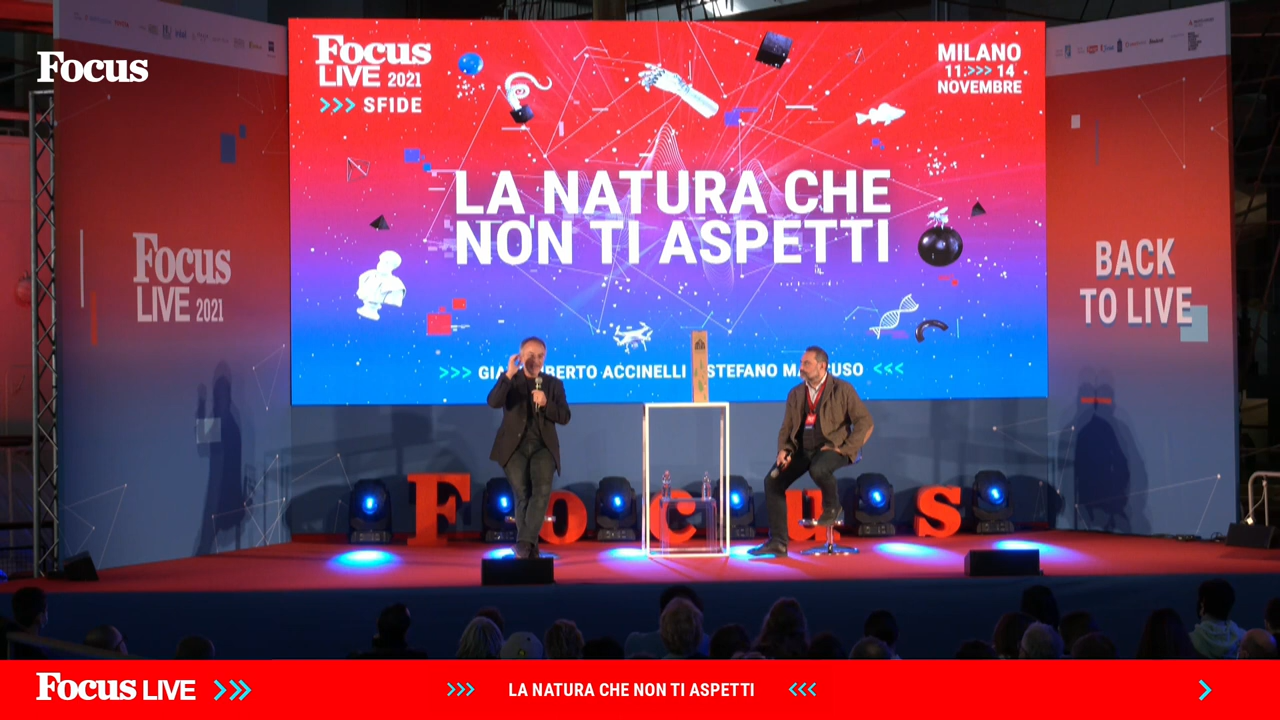 Focus
Focus
LIVE 2021
>>> SFIDE
MILANO
11 >>> 14
NOVEMBRE
LA NATURA CHE
NON TI ASPETTI
Focus
LIVE 2021
BACK
TO LIVE
ACCINELLI
STEFANO
Focus
Focus LIVE >>>
>>> LA NATURA CHE NON TI ASPETTI <<<